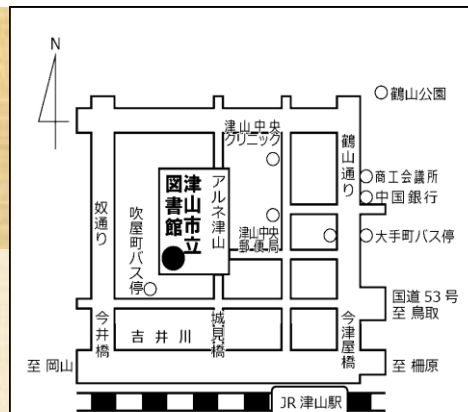 N
鶴山公園
津山中央
クリニック
鶴山通り
商工会議所
中国銀行
アルネ津山
津山市立
図書館
奴通り
吹屋町バス停
津山中央
郵便局
大手町バス停
国道 53 号
至 鳥取
今井橋
吉井川
城見橋
今津屋橋
至 岡山
至 柵原
JR 津山駅